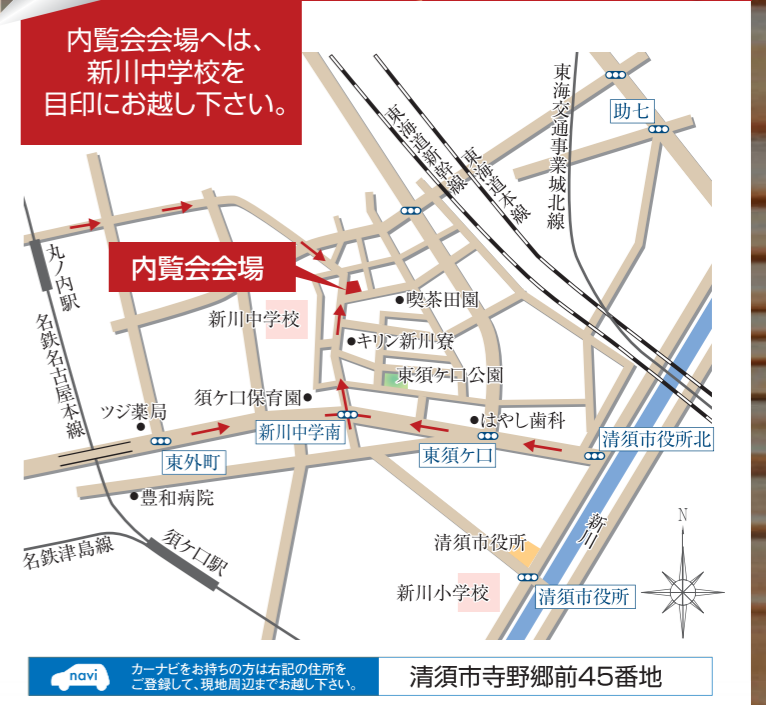 内覧会会場へは、
新川中学校を
目印にお越し下さい。
東海道新幹線
東海道本線
東海交通事業城北線
助七
丸ノ内駅
名鉄名古屋本線
内覧会会場
喫茶田園
新川中学校
キリン新川寮
東須ケ口公園
須ケ口保育園
ツジ薬局
新川中学南
はやし歯科
東外町
東須ケ口
清須市役所北
豊和病院
新川
N
名鉄津島線
須ケ口駅
清須市役所
新川小学校
清須市役所
navi
カーナビをお持ちの方は右記の住所を
ご登録して、現地周辺までお越し下さい。
清須市寺野郷前45番地